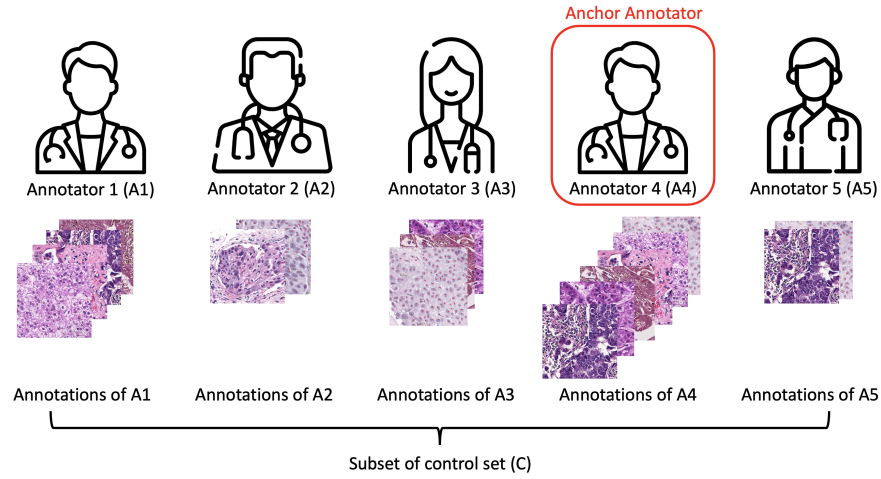 Anchor Annotator
Annotator 1 (A1)
Annotator 2 (A2)
Annotator 3 (A3)
Annotator 4 (A4)
Annotator 5 (A5)
Annotations of A1
Annotations of A2
Annotations of A3
Annotations of A4
Annotations of A5
Subset of control set (C)